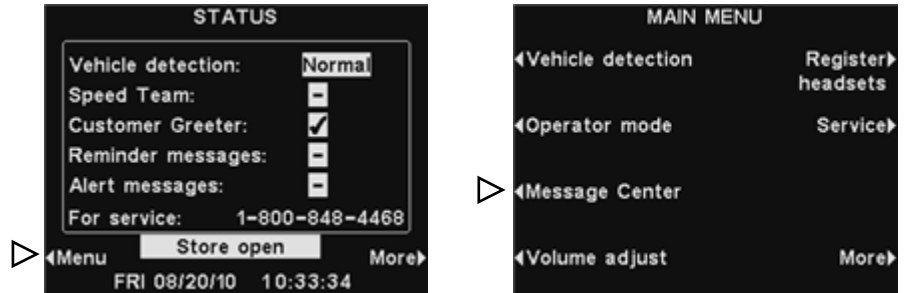 STATUS
Vehicle detection: Normal
Speed Team: -
Customer Greeter: ✓
Reminder messages: -
Alert messages: -
For service: 1-800-848-4468
Store open
Menu More
FRI 08/20/10 10:33:34
MAIN MENU
Vehicle detection Register
headsets
Operator mode Service
Message Center
Volume adjust More